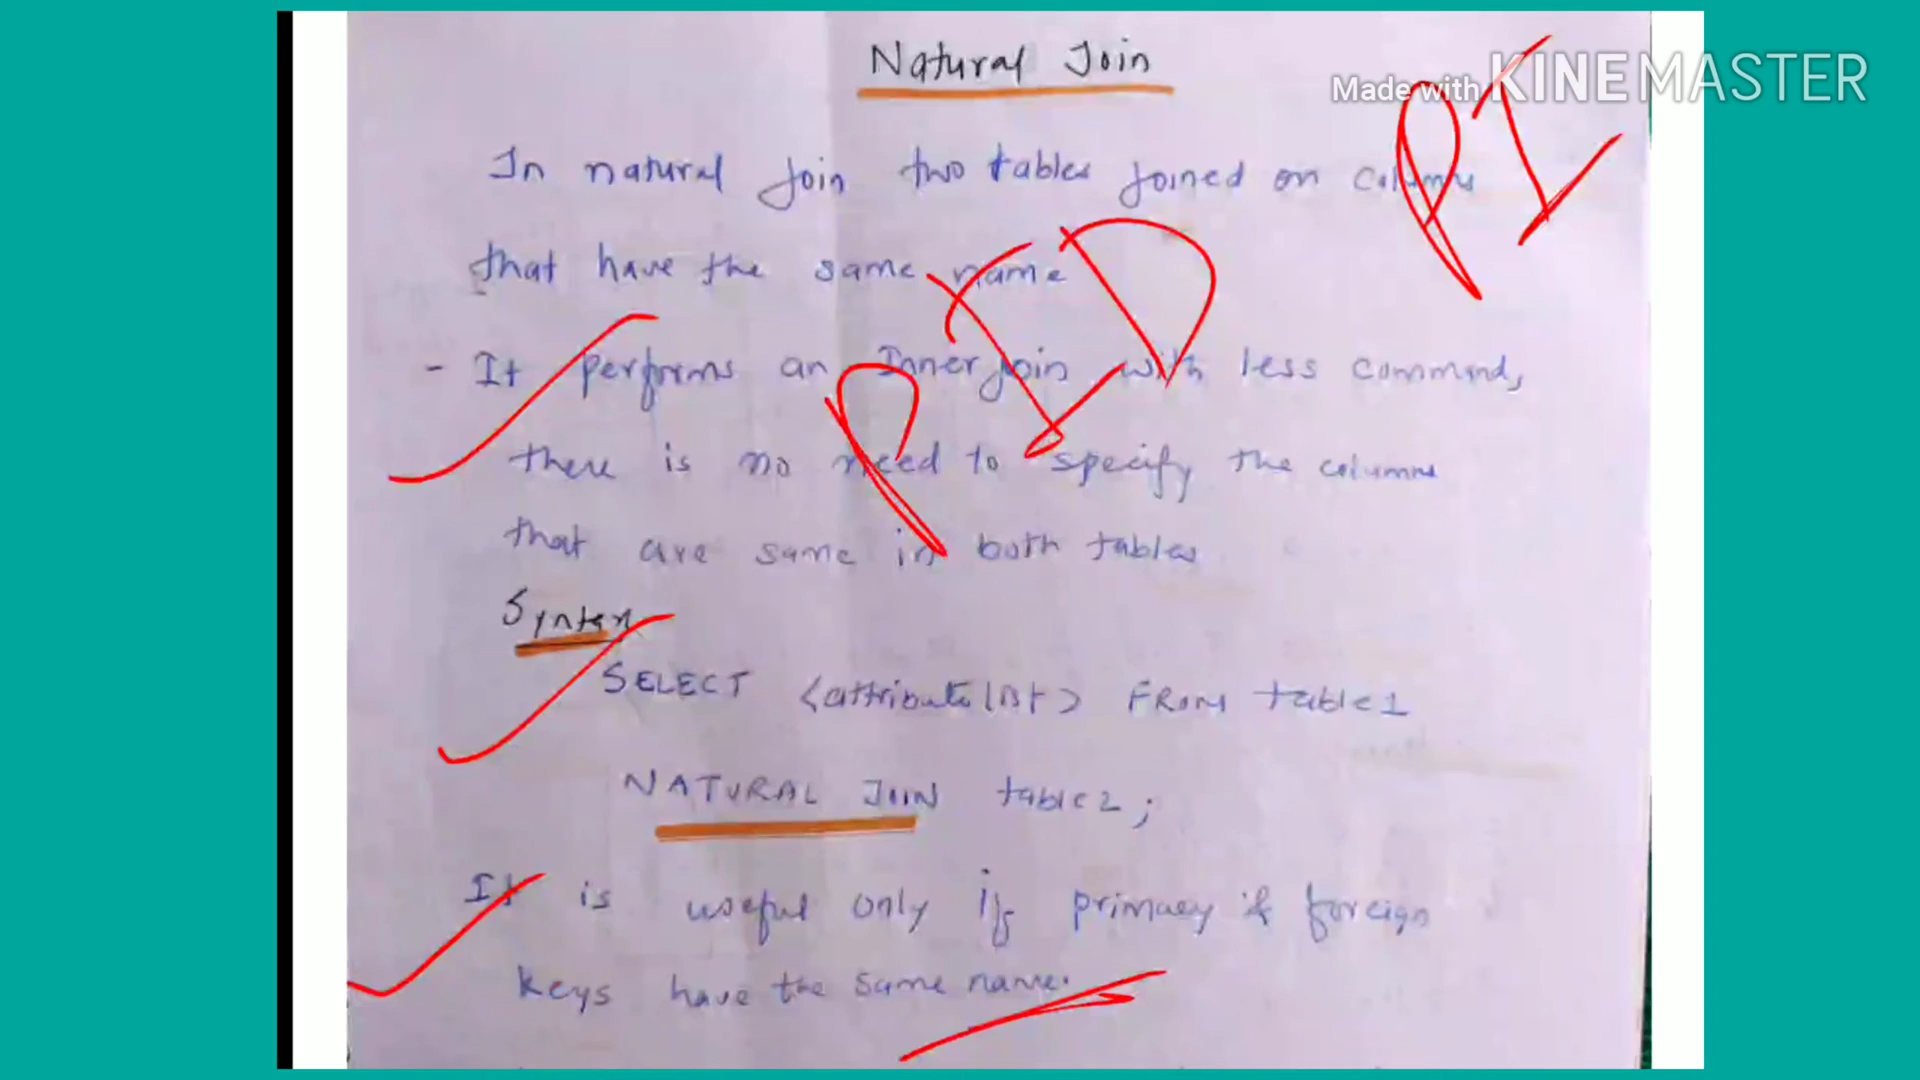 Natural Join
Made with KINEMASTER
PI
In natural join two tables joined on columns
that have the same name
PID
- It performs an Inner join with less command,
there is no need to specify the columns
that are same in both tables
Syntax
SELECT <attribute list> FROM table1
NATURAL JOIN table2;
It is useful only if primary & foreign
keys have the same name.